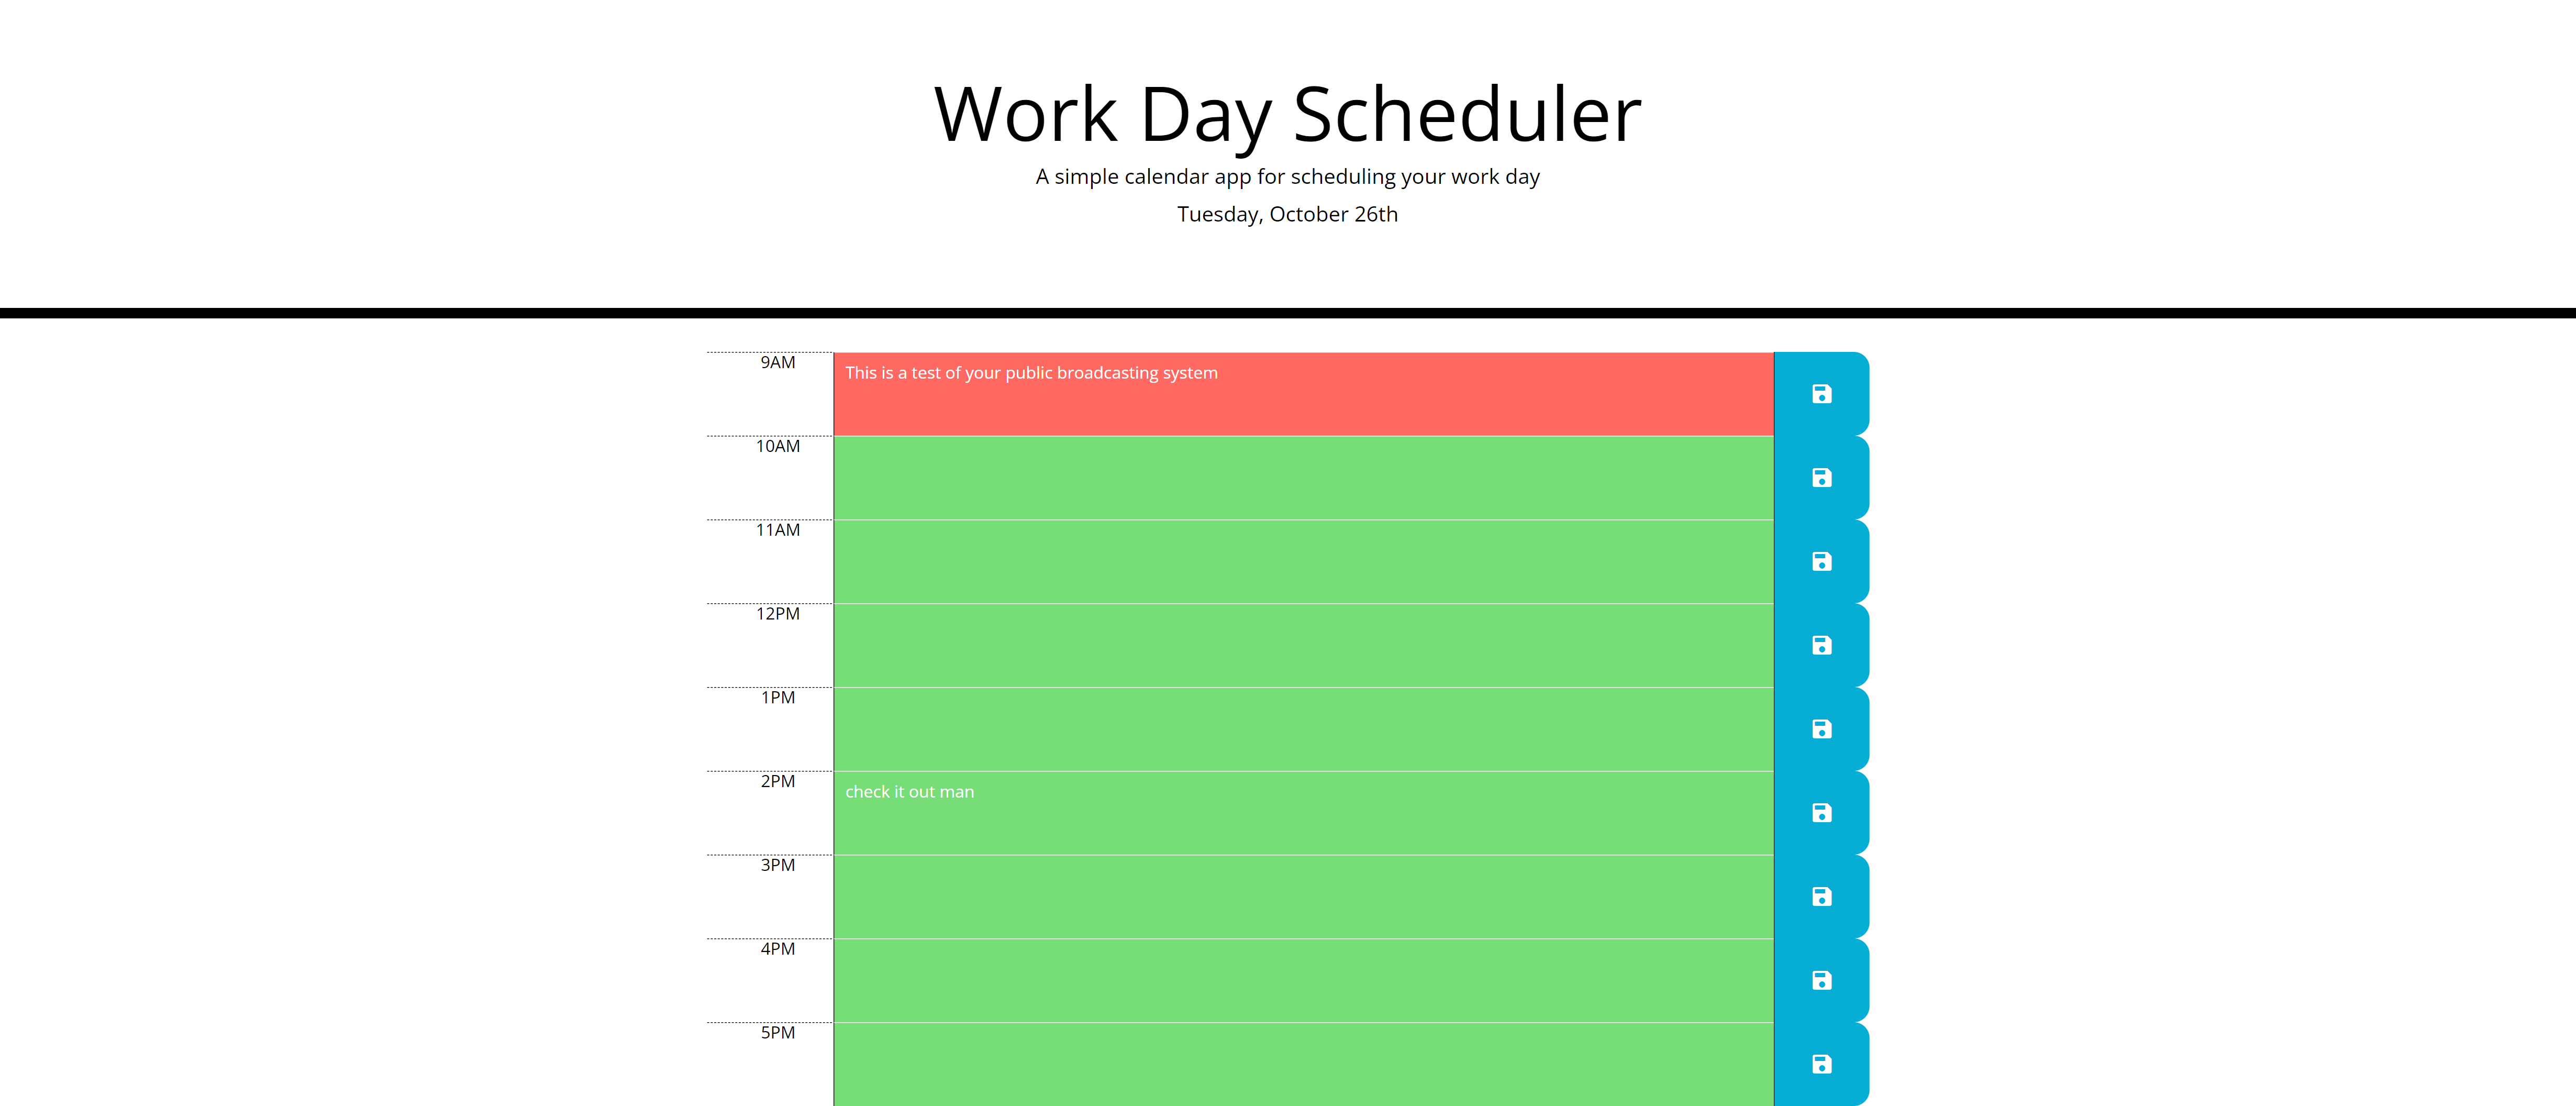 Work Day Scheduler
A simple calendar app for scheduling your work day
Tuesday, October 26th
9AM
This is a test of your public broadcasting system
10AM
11AM
12PM
1PM
2PM
check it out man
3PM
4PM
5PM